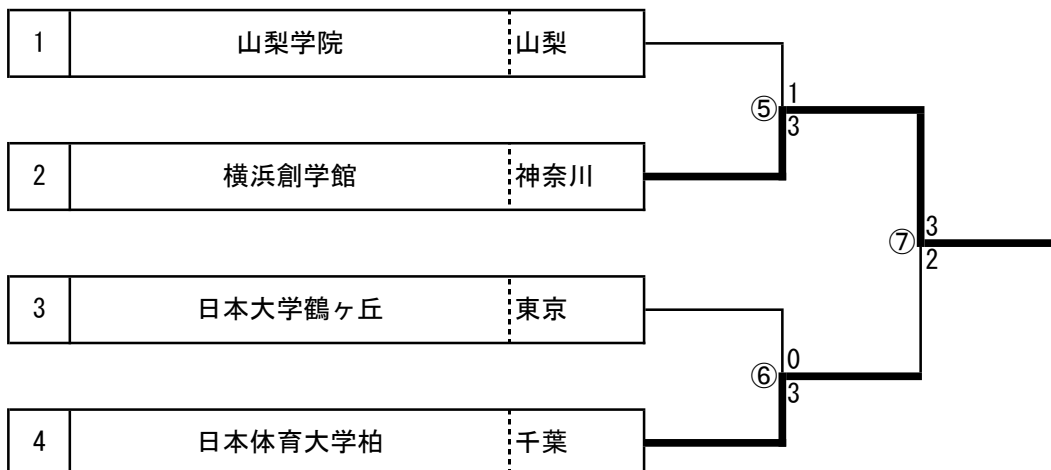 1 山梨学院 山梨
1
⑤
3
2 横浜創学館 神奈川
3
⑦
2
3 日本大学鶴ヶ丘 東京
0
⑥
3
4 日本体育大学柏 千葉